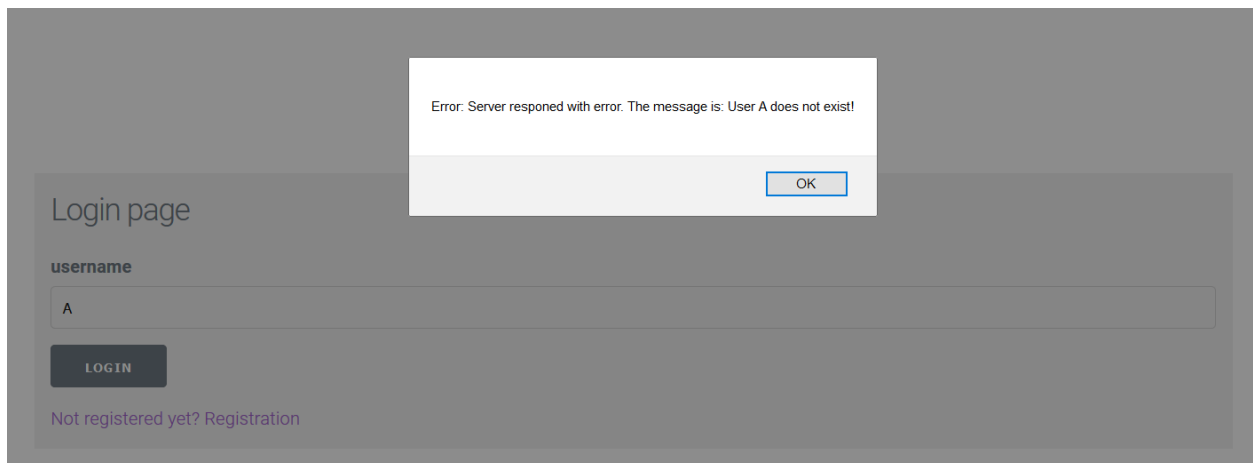 Error: Server responed with error. The message is: User A does not exist!
OK
Login page
username
A
LOGIN
Not registered yet? Registration